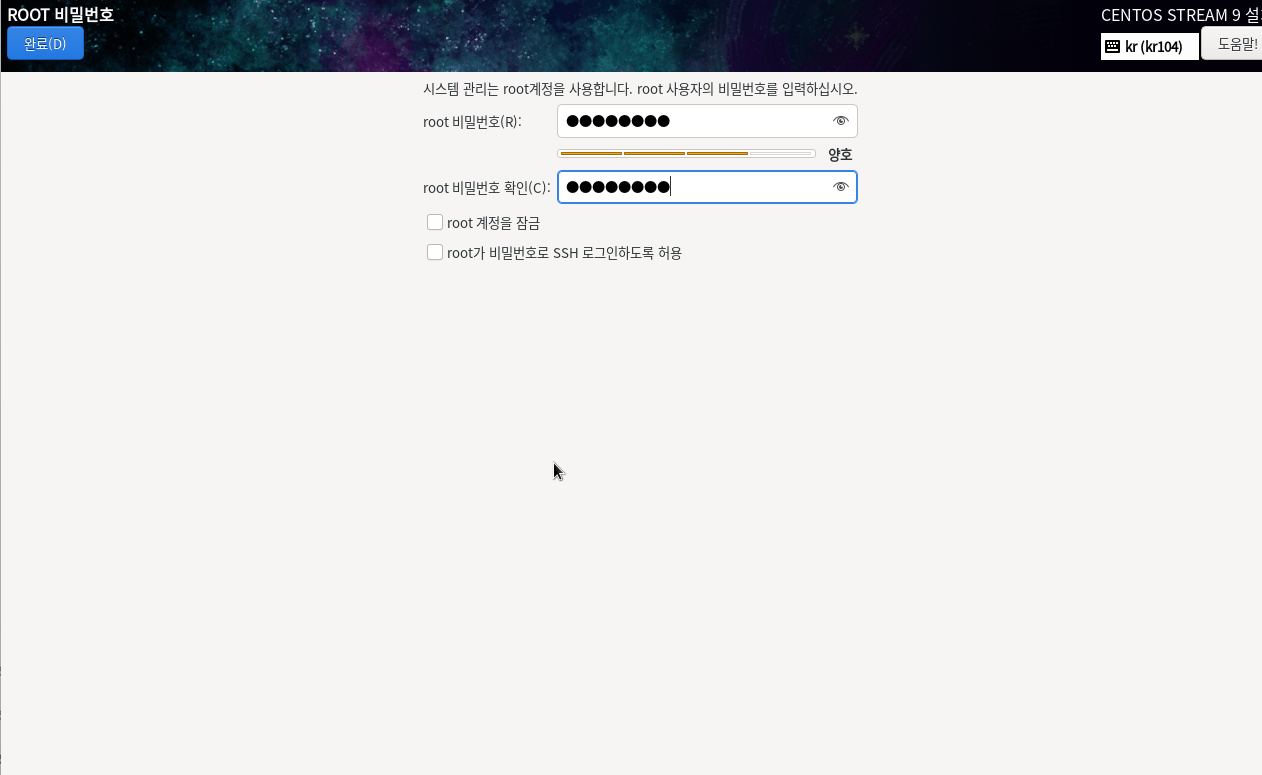 ROOT 비밀번호
CENTOS STREAM 9 설
완료(D)
kr (kr104)
도움말!
시스템 관리는 root계정을 사용합니다. root 사용자의 비밀번호를 입력하십시오.
root 비밀번호(R):
●●●●●●●●
양호
root 비밀번호 확인(C):
●●●●●●●●
root 계정을 잠금
root가 비밀번호로 SSH 로그인하도록 허용